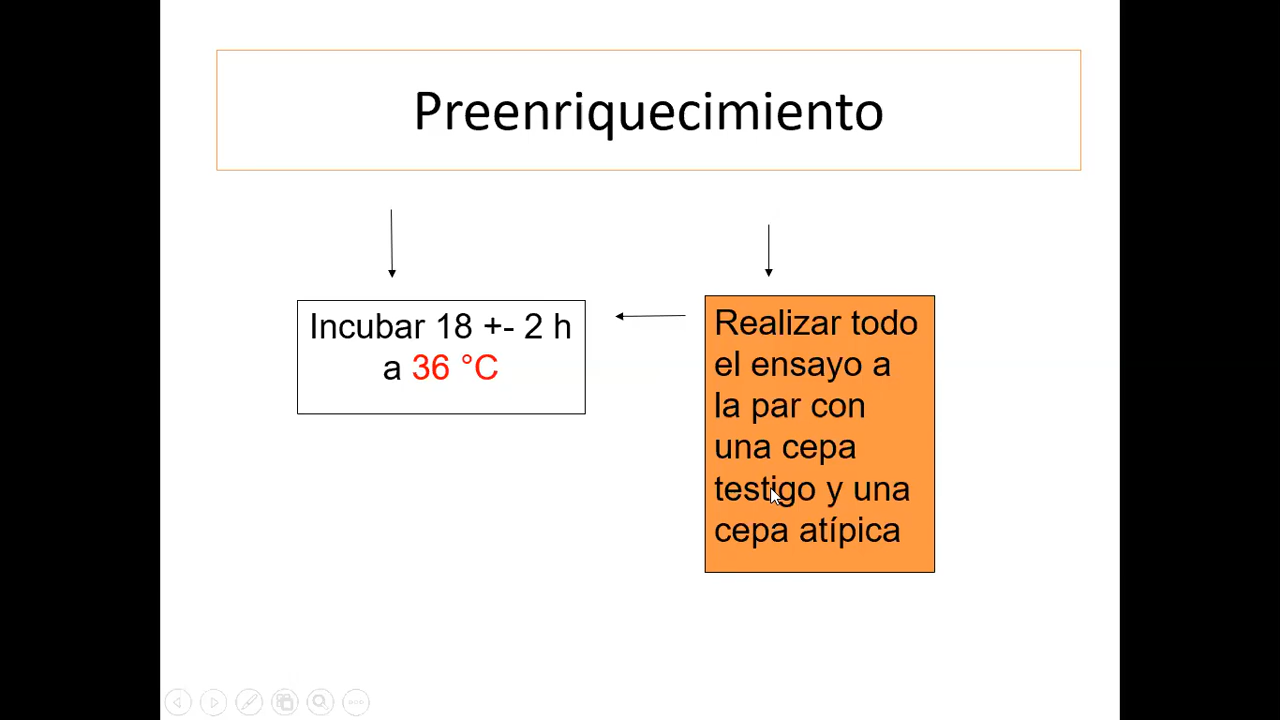 Preenriquecimiento
Incubar 18 +- 2 h
a 36 °C
Realizar todo
el ensayo a
la par con
una cepa
testigo y una
cepa atípica